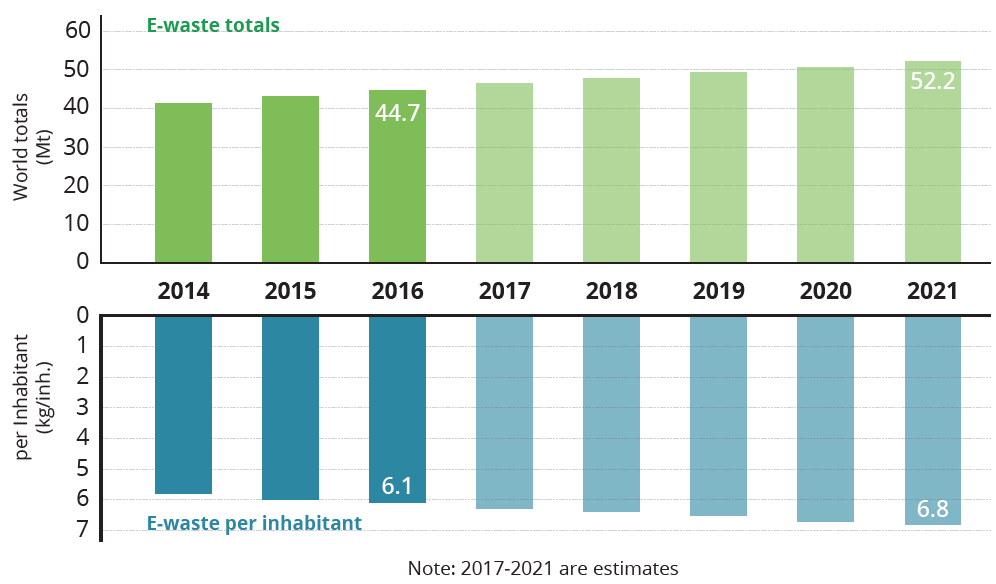 E-waste totals
60
50
40
30
20
10
0
World totals
(Mt)
44.7
52.2
2014 2015 2016 2017 2018 2019 2020 2021
0
1
2
3
4
5
6
7
per Inhabitant
(kg/inh.)
6.1
6.8
E-waste per inhabitant
Note: 2017-2021 are estimates